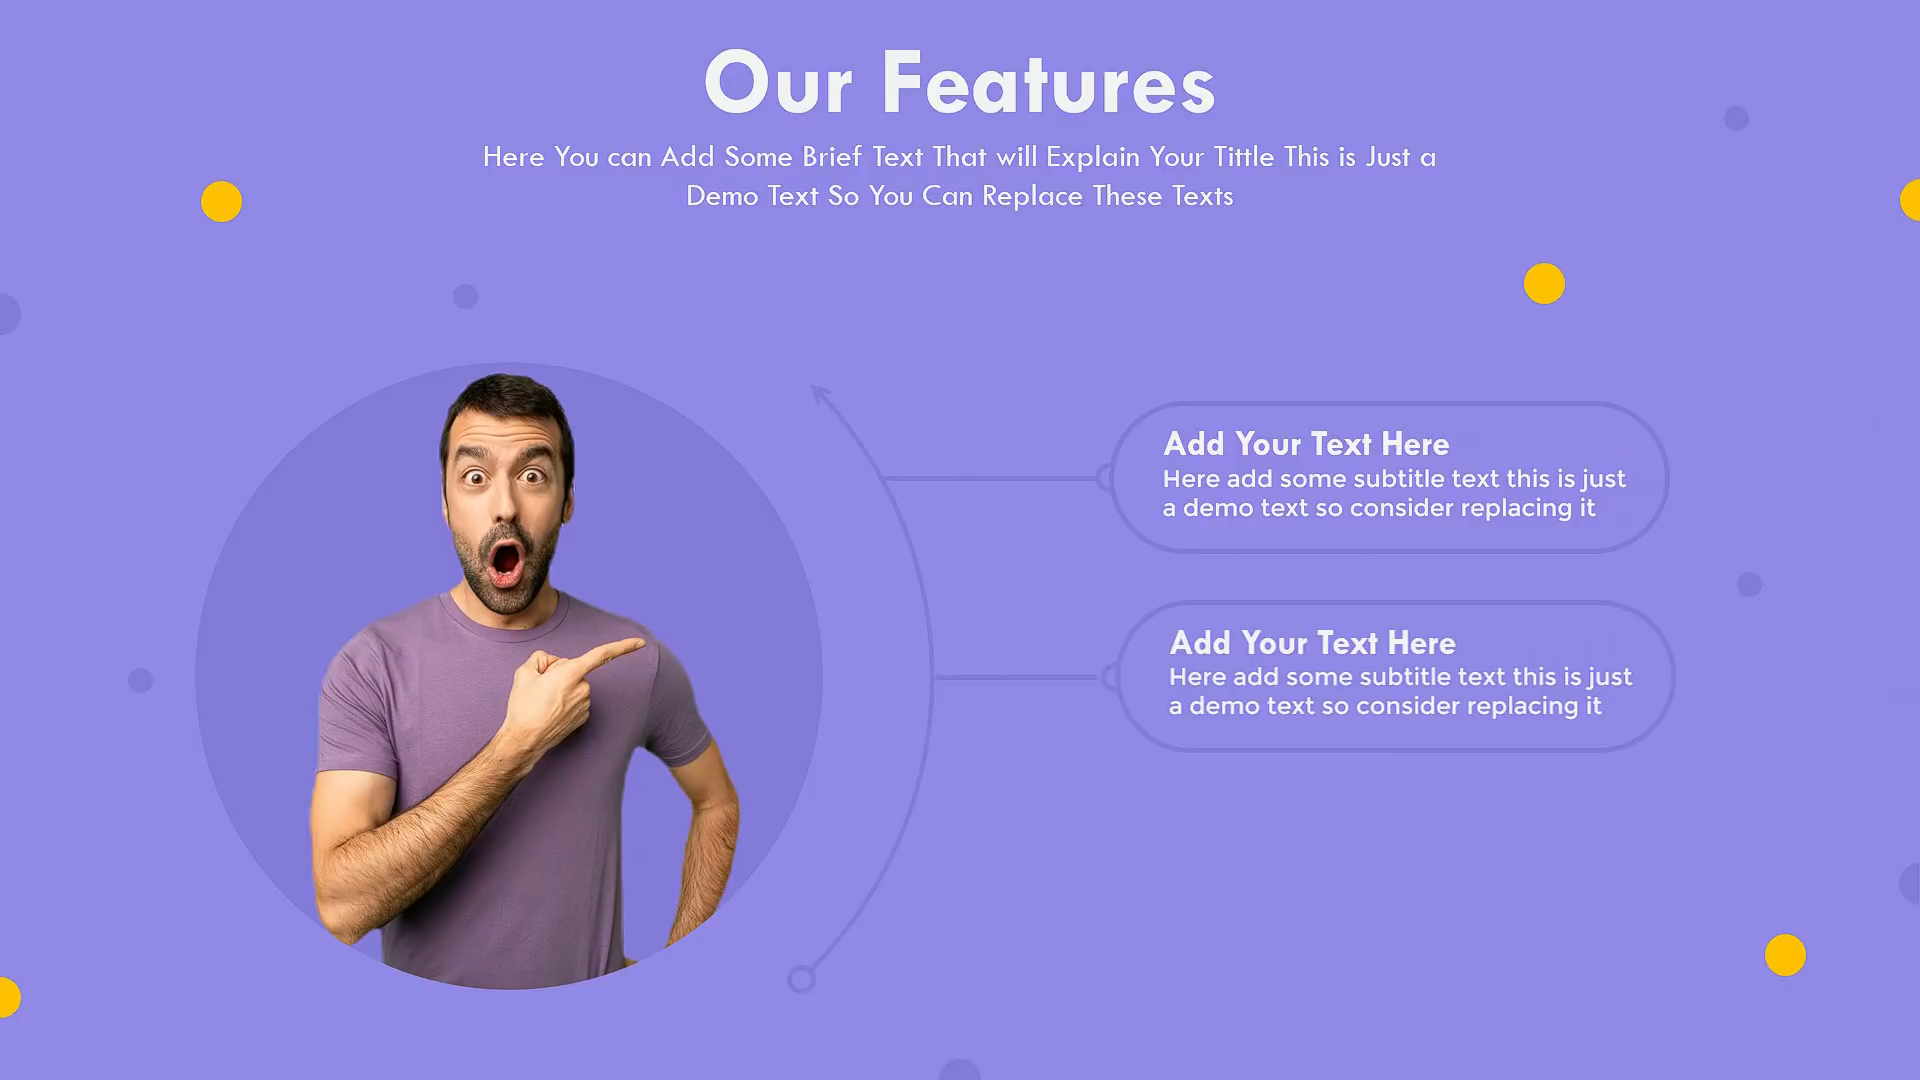 Our Features
Here You can Add Some Brief Text That will Explain Your Tittle This is Just a
Demo Text So You Can Replace These Texts
Add Your Text Here
Here add some subtitle text this is just
a demo text so consider replacing it
Add Your Text Here
Here add some subtitle text this is just
a demo text so consider replacing it